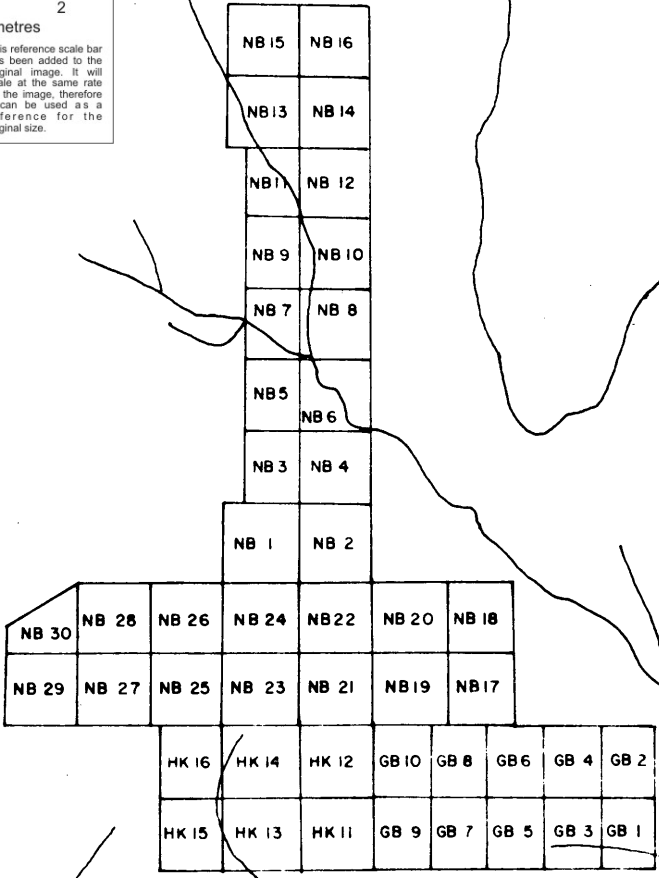 2
netres
is reference scale bar
s been added to the
ginal image. It will
ale at the same rate
the image, therefore
can be used as a
ference for the
ginal size.
NB 15 NB 16
NB 13 NB 14
NB 11 NB 12
NB 9 NB 10
NB 7 NB 8
NB 5 NB 6
NB 3 NB 4
NB 1 NB 2
NB 30 NB 28 NB 26 NB 24 NB 22 NB 20 NB 18
NB 29 NB 27 NB 25 NB 23 NB 21 NB 19 NB 17
HK 16 HK 14 HK 12 GB 10 GB 8 GB 6 GB 4 GB 2
HK 15 HK 13 HK 11 GB 9 GB 7 GB 5 GB 3 GB 1